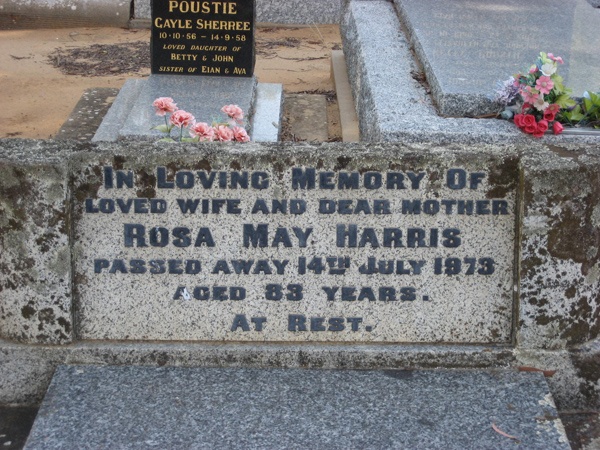 POUSTIE
GAYLE SHERREE
10-10-56 - 14-9-58
LOVED DAUGHTER OF
BETTY & JOHN
SISTER OF EIAN & AVA
IN LOVING MEMORY OF
LOVED WIFE AND DEAR MOTHER
ROSA MAY HARRIS
PASSED AWAY 14TH JULY 1973
AGED 83 YEARS.
AT REST.